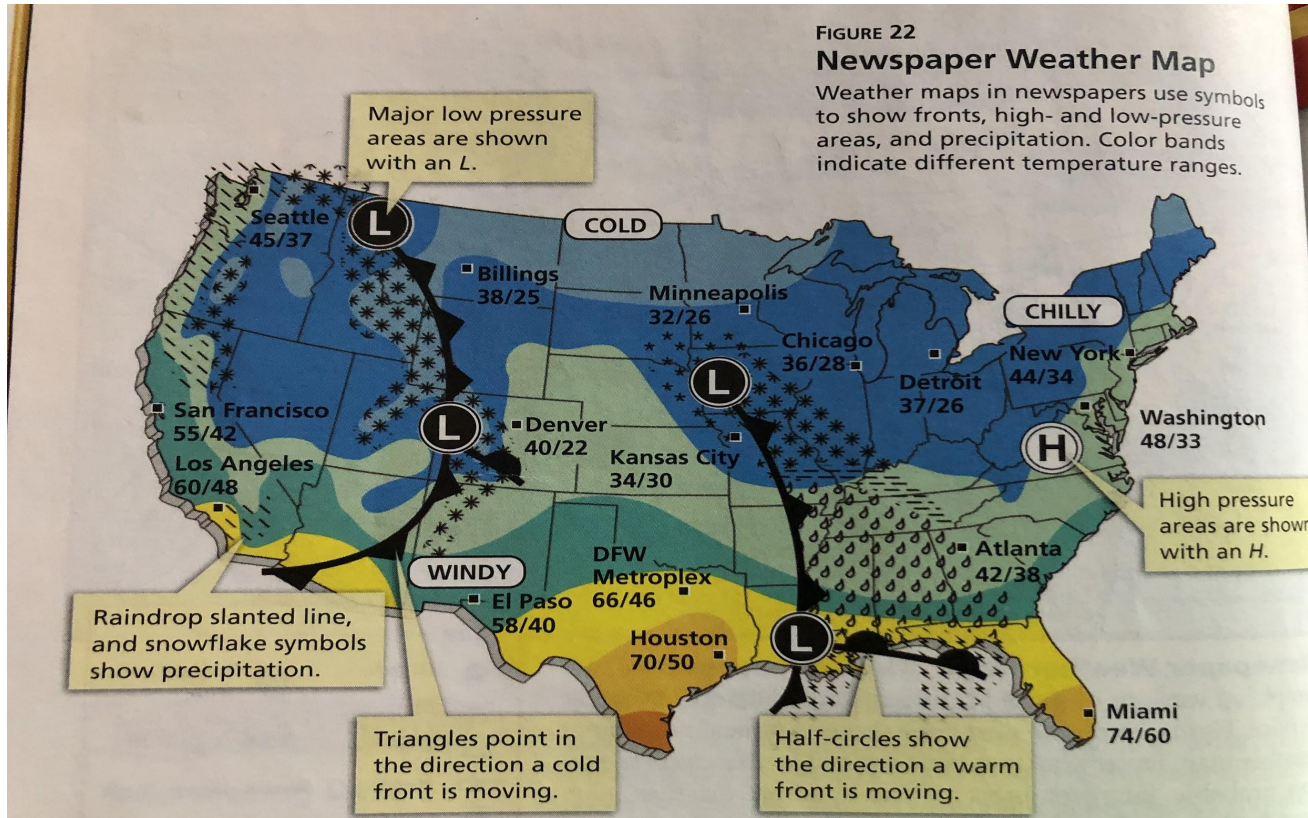 FIGURE 22
Newspaper Weather Map
Weather maps in newspapers use symbols
to show fronts, high- and low-pressure
areas, and precipitation. Color bands
indicate different temperature ranges.
Major low pressure
areas are shown
with an L.
L
COLD
Seattle
45/37
Billings
38/25
Minneapolis
32/26
CHILLY
Chicago
36/28
New York
44/34
Detroit
37/26
L
San Francisco
55/42
L
Denver
40/22
Kansas City
34/30
Washington
48/33
H
Los Angeles
60/48
High pressure
areas are shown
with an H.
WINDY
DFW
Metroplex
66/46
Atlanta
42/38
El Paso
58/40
Houston
70/50
L
Raindrop slanted line,
and snowflake symbols
show precipitation.
Miami
74/60
Triangles point in
the direction a cold
front is moving.
Half-circles show
the direction a warm
front is moving.